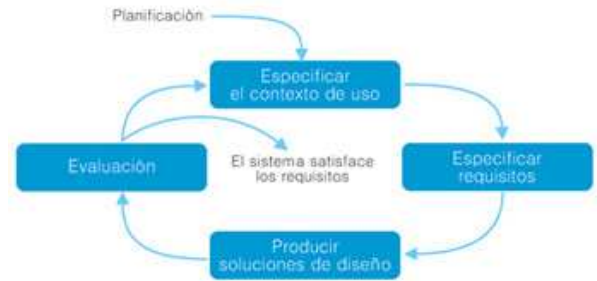 Planificación
Especificar
el contexto de uso
Evaluación
El sistema satisface
los requisitos
Especificar
requisitos
Producir
soluciones de diseño